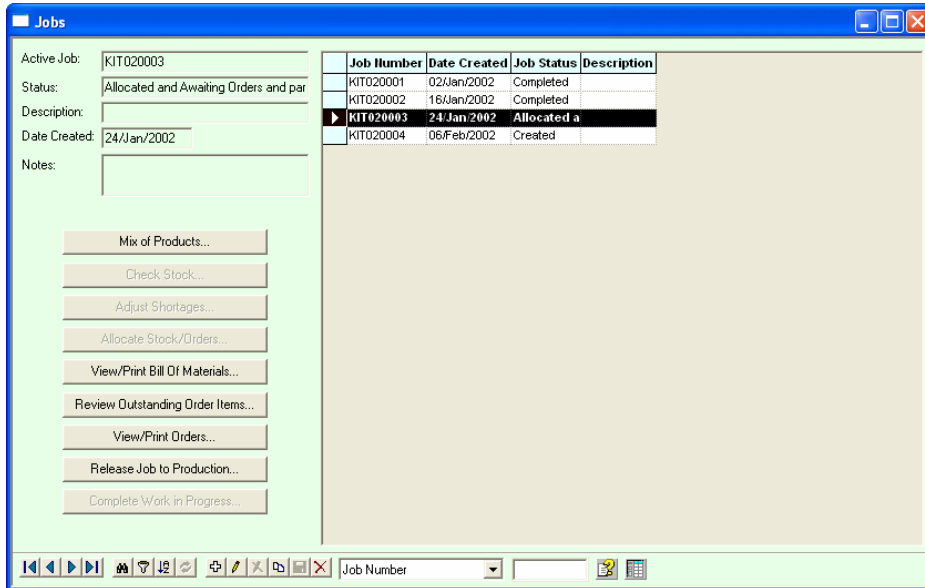 Jobs
Active Job: KIT020003
Status: Allocated and Awaiting Orders and par
Description:
Date Created: 24/Jan/2002
Notes:
Mix of Products...
Check Stock...
Adjust Shortages...
Allocate Stock/Orders...
View/Print Bill Of Materials...
Review Outstanding Order Items...
View/Print Orders...
Release Job to Production...
Complete Work in Progress...
Job Number Date Created Job Status Description
KIT020001 02/Jan/2002 Completed
KIT020002 16/Jan/2002 Completed
KIT020003 24/Jan/2002 Allocated a
KIT020004 06/Feb/2002 Created
Job Number